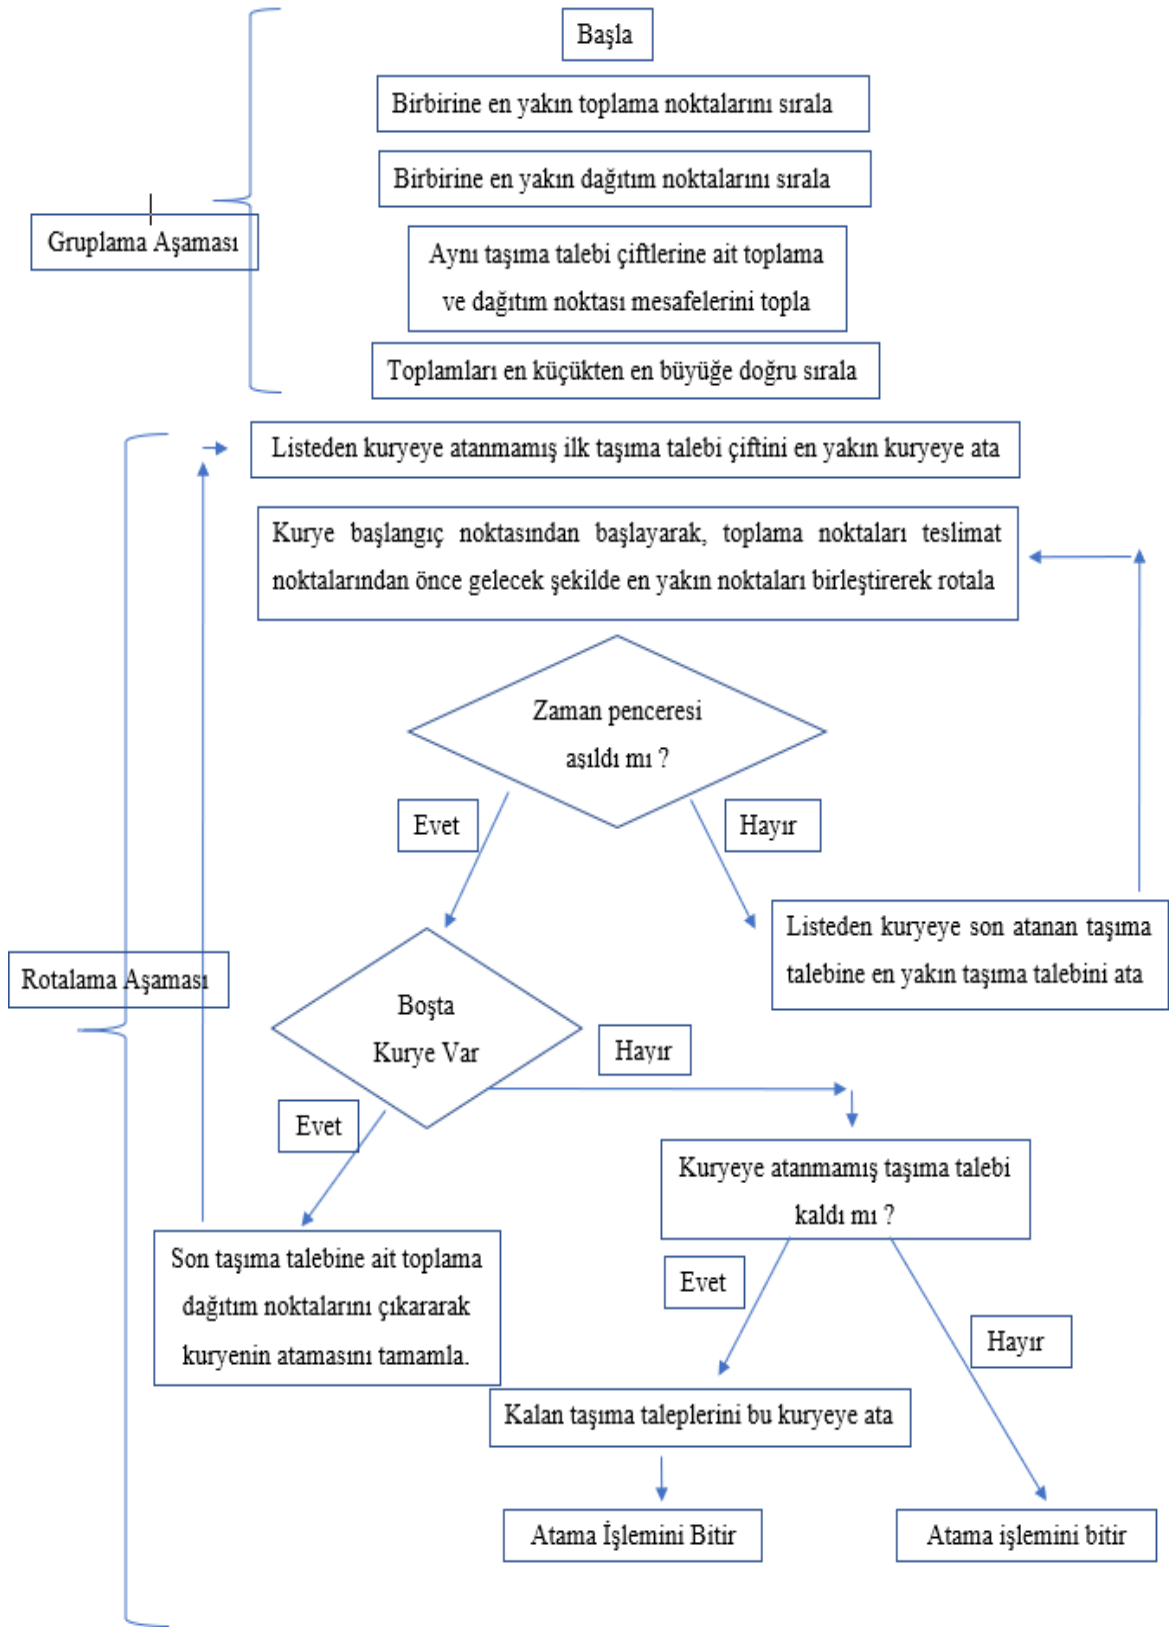 Başla
Birbirine en yakın toplama noktalarını sırala
Birbirine en yakın dağıtım noktalarını sırala
Gruplama Aşaması
Aynı taşıma talebi çiftlerine ait toplama
ve dağıtım noktası mesafelerini topla
Toplamları en küçükten en büyüğe doğru sırala
Listeden kuryeye atanmamış ilk taşıma talebi çiftini en yakın kuryeye ata
Kurye başlangıç noktasından başlayarak, toplama noktaları teslimat
noktalarından önce gelecek şekilde en yakın noktaları birleştirerek rotala
Zaman penceresi
aşıldı mı ?
Evet
Hayır
Listeden kuryeye son atanan taşıma
talebine en yakın taşıma talebini ata
Rotalama Aşaması
Boşta
Kurye Var
Hayır
Evet
Kuryeye atanmamış taşıma talebi
kaldı mı ?
Son taşıma talebine ait toplama
dağıtım noktalarını çıkararak
kuryenin atamasını tamamla.
Evet
Hayır
Kalan taşıma taleplerini bu kuryeye ata
Atama İşlemini Bitir
Atama işlemini bitir